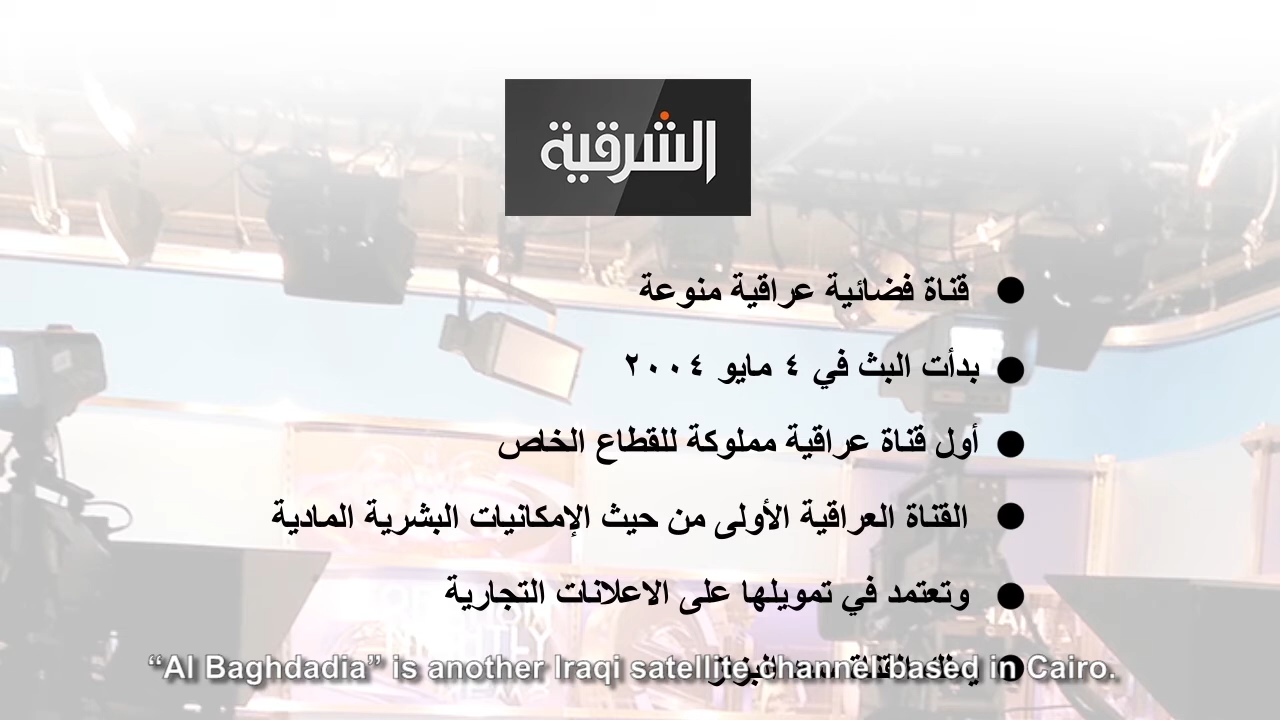 الشرقية
قناة فضائية عراقية منوعة
بدأت البث في ٤ مايو ٢٠٠٤
أول قناة عراقية مملوكة للقطاع الخاص
القناة العراقية الأولى من حيث الإمكانيات البشرية المادية
وتعتمد في تمويلها على الاعلانات التجارية
“Al Baghdadia” is another Iraqi satellite channel based in Cairo.